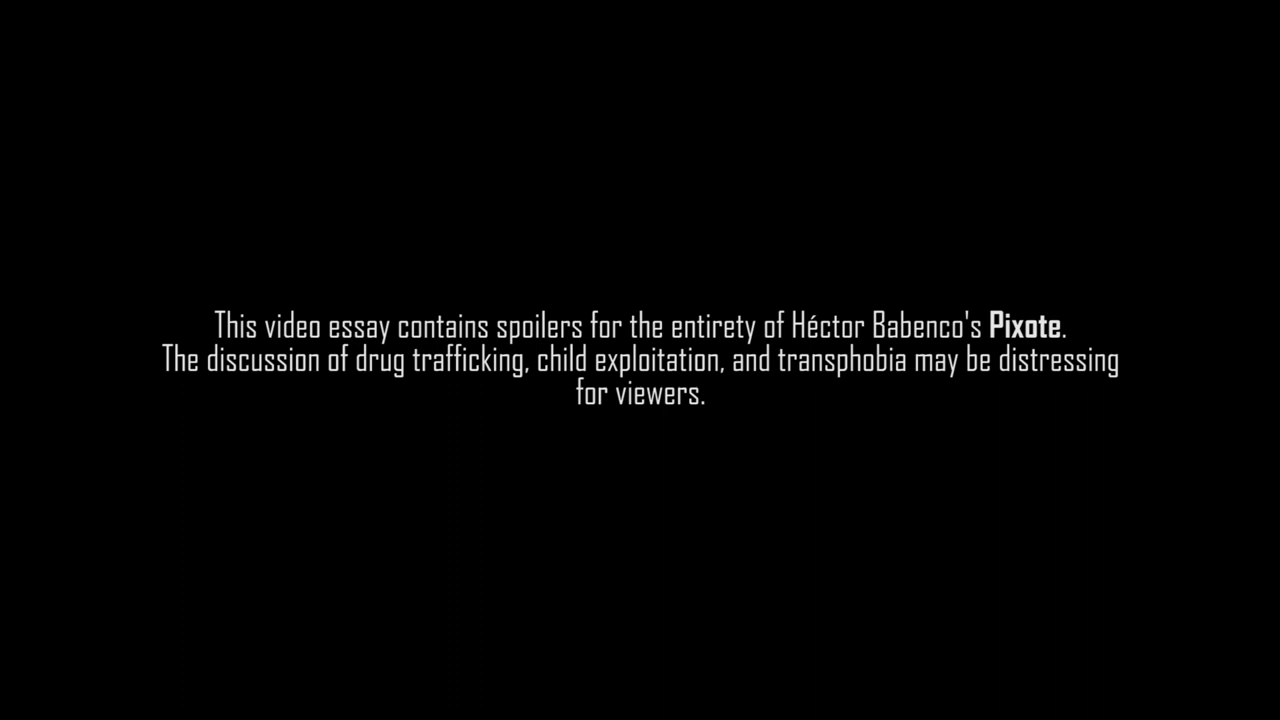 This video essay contains spoilers for the entirety of Héctor Babenco's Pixote.
The discussion of drug trafficking, child exploitation, and transphobia may be distressing
for viewers.